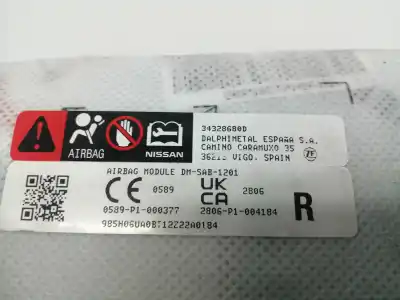 34328680D
DALPHIMETAL ESPAÑA S.A.
CAMINO CARAMUXO 35
36213 VIGO. SPAIN
ZF
AIRBAG
NISSAN
AIRBAG MODULE DM-SAB-1201
CE 0589
UK CA 2806
0589-P1-000377
2806-P1-004184
R
985H06UA0B712Z22A0184